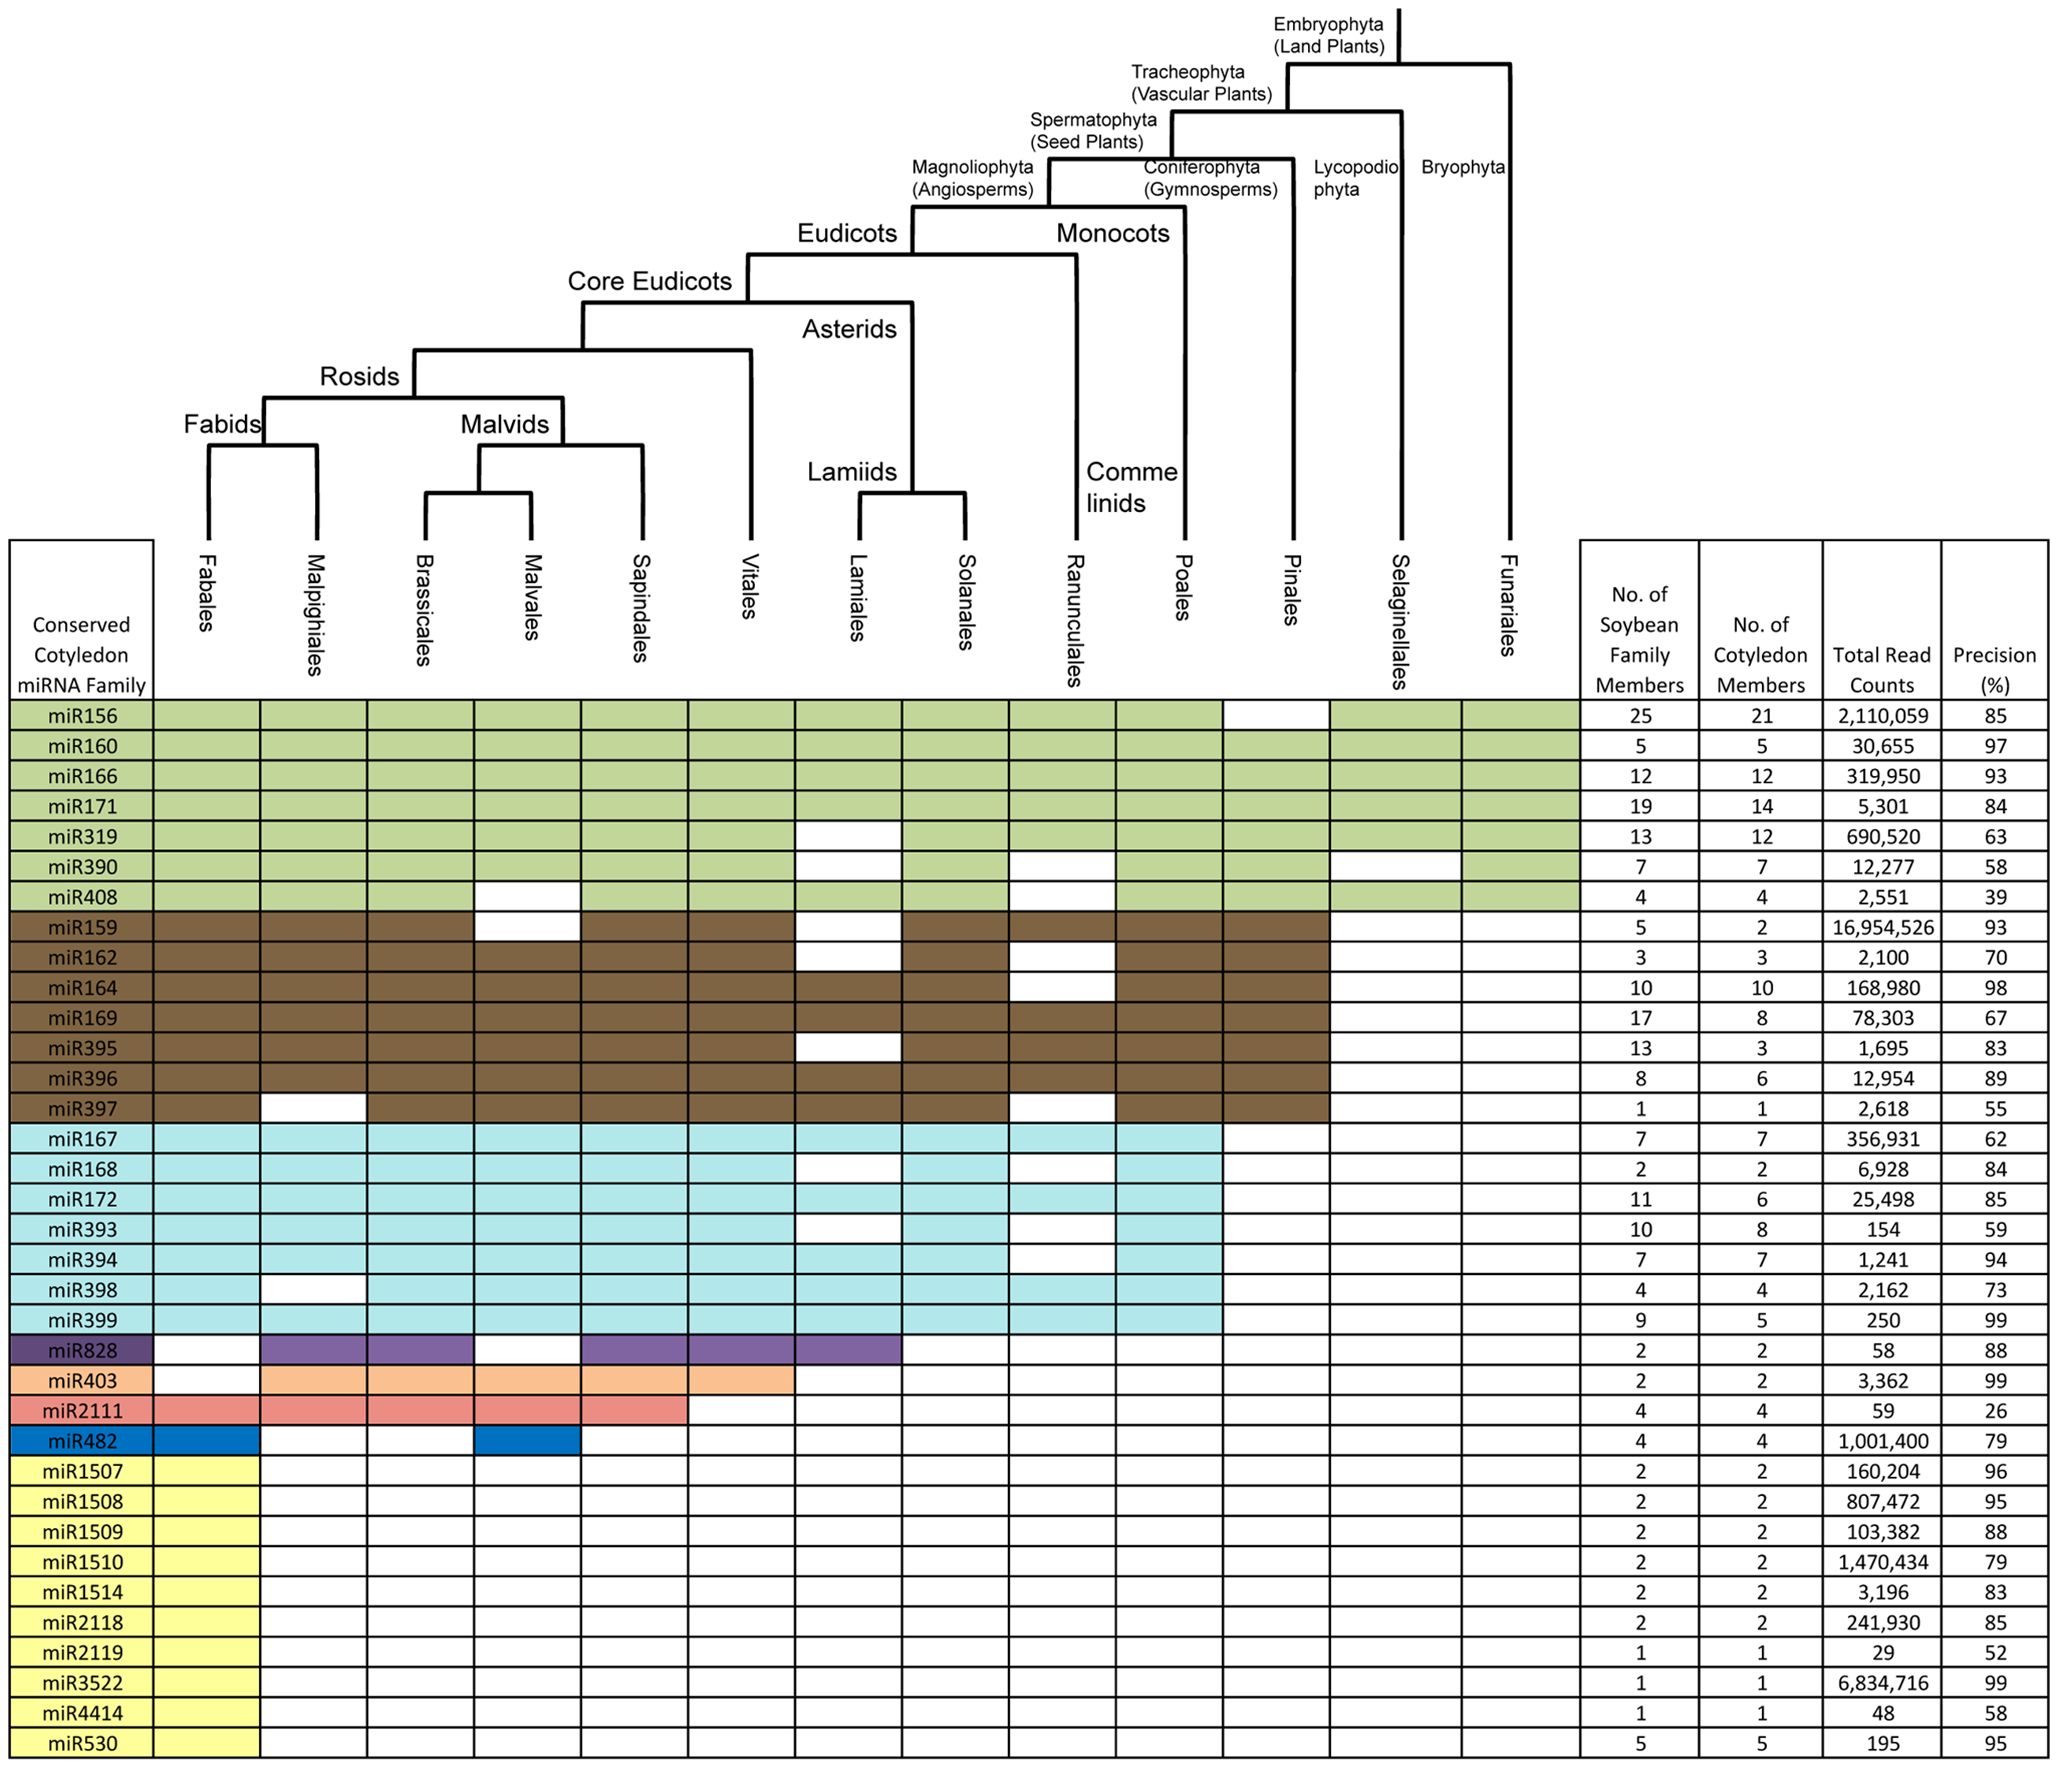 Embryophyta
(Land Plants)
Tracheophyta
(Vascular Plants)
Spermatophyta
(Seed Plants)
Magnoliophyta
(Angiosperms)
Coniferophyta
(Gymnosperms)
Lycopodio
phyta
Bryophyta
Eudicots
Monocots
Core Eudicots
Asterids
Rosids
Fabids
Malvids
Lamiids
Comme
linids
Conserved
Cotyledon
miRNA Family
Fabales
Malpighiales
Brassicales
Malvales
Sapindales
Vitales
Lamiales
Solanales
Ranunculales
Poales
Pinales
Selaginellales
Funariales
No. of
Soybean
Family
Members
No. of
Cotyledon
Members
Total Read
Counts
Precision
(%)
miR156 25 21 2,110,059 85
miR160 5 5 30,655 97
miR166 12 12 319,950 93
miR171 19 14 5,301 84
miR319 13 12 690,520 63
miR390 7 7 12,277 58
miR408 4 4 2,551 39
miR159 5 2 16,954,526 93
miR162 3 3 2,100 70
miR164 10 10 168,980 98
miR169 17 8 78,303 67
miR395 13 3 1,695 83
miR396 8 6 12,954 89
miR397 1 1 2,618 55
miR167 7 7 356,931 62
miR168 2 2 6,928 84
miR172 11 6 25,498 85
miR393 10 8 154 59
miR394 7 7 1,241 94
miR398 4 4 2,162 73
miR399 9 5 250 99
miR828 2 2 58 88
miR403 2 2 3,362 99
miR2111 4 4 59 26
miR482 4 4 1,001,400 79
miR1507 2 2 160,204 96
miR1508 2 2 807,472 95
miR1509 2 2 103,382 88
miR1510 2 2 1,470,434 79
miR1514 2 2 3,196 83
miR2118 2 2 241,930 85
miR2119 1 1 29 52
miR3522 1 1 6,834,716 99
miR4414 1 1 48 58
miR530 5 5 195 95